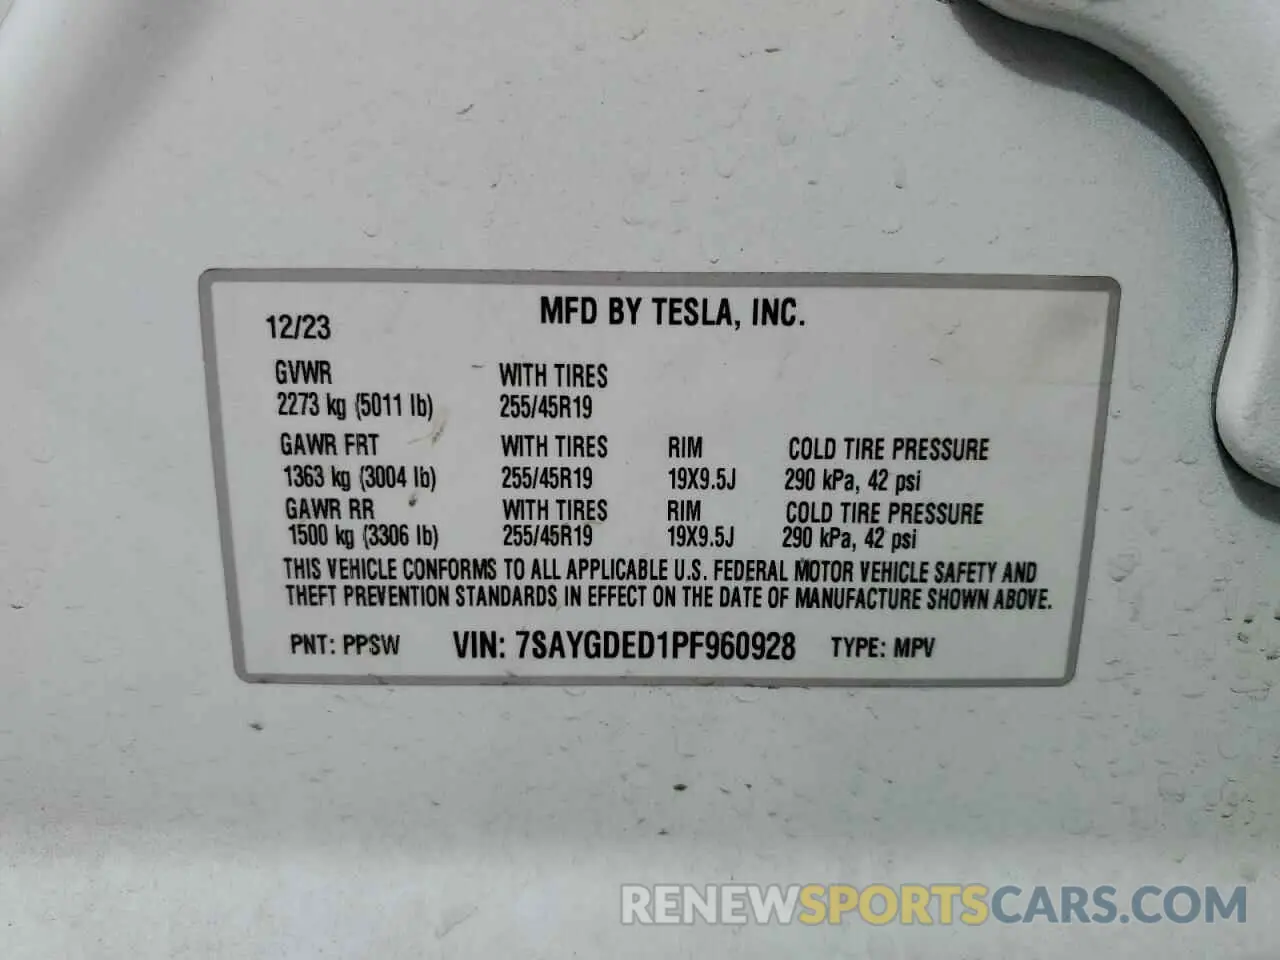 MFD BY TESLA, INC.
12/23
GVWR WITH TIRES
2273 kg (5011 lb) 255/45R19
GAWR FRT WITH TIRES RIM COLD TIRE PRESSURE
1363 kg (3004 lb) 255/45R19 19X9.5J 290 kPa, 42 psi
GAWR RR WITH TIRES RIM COLD TIRE PRESSURE
1500 kg (3306 lb) 255/45R19 19X9.5J 290 kPa, 42 psi
THIS VEHICLE CONFORMS TO ALL APPLICABLE U.S. FEDERAL MOTOR VEHICLE SAFETY AND
THEFT PREVENTION STANDARDS IN EFFECT ON THE DATE OF MANUFACTURE SHOWN ABOVE.
PNT: PPSW VIN: 7SAYGDED1PF960928 TYPE: MPV
RENEWSPORTSCARS.COM